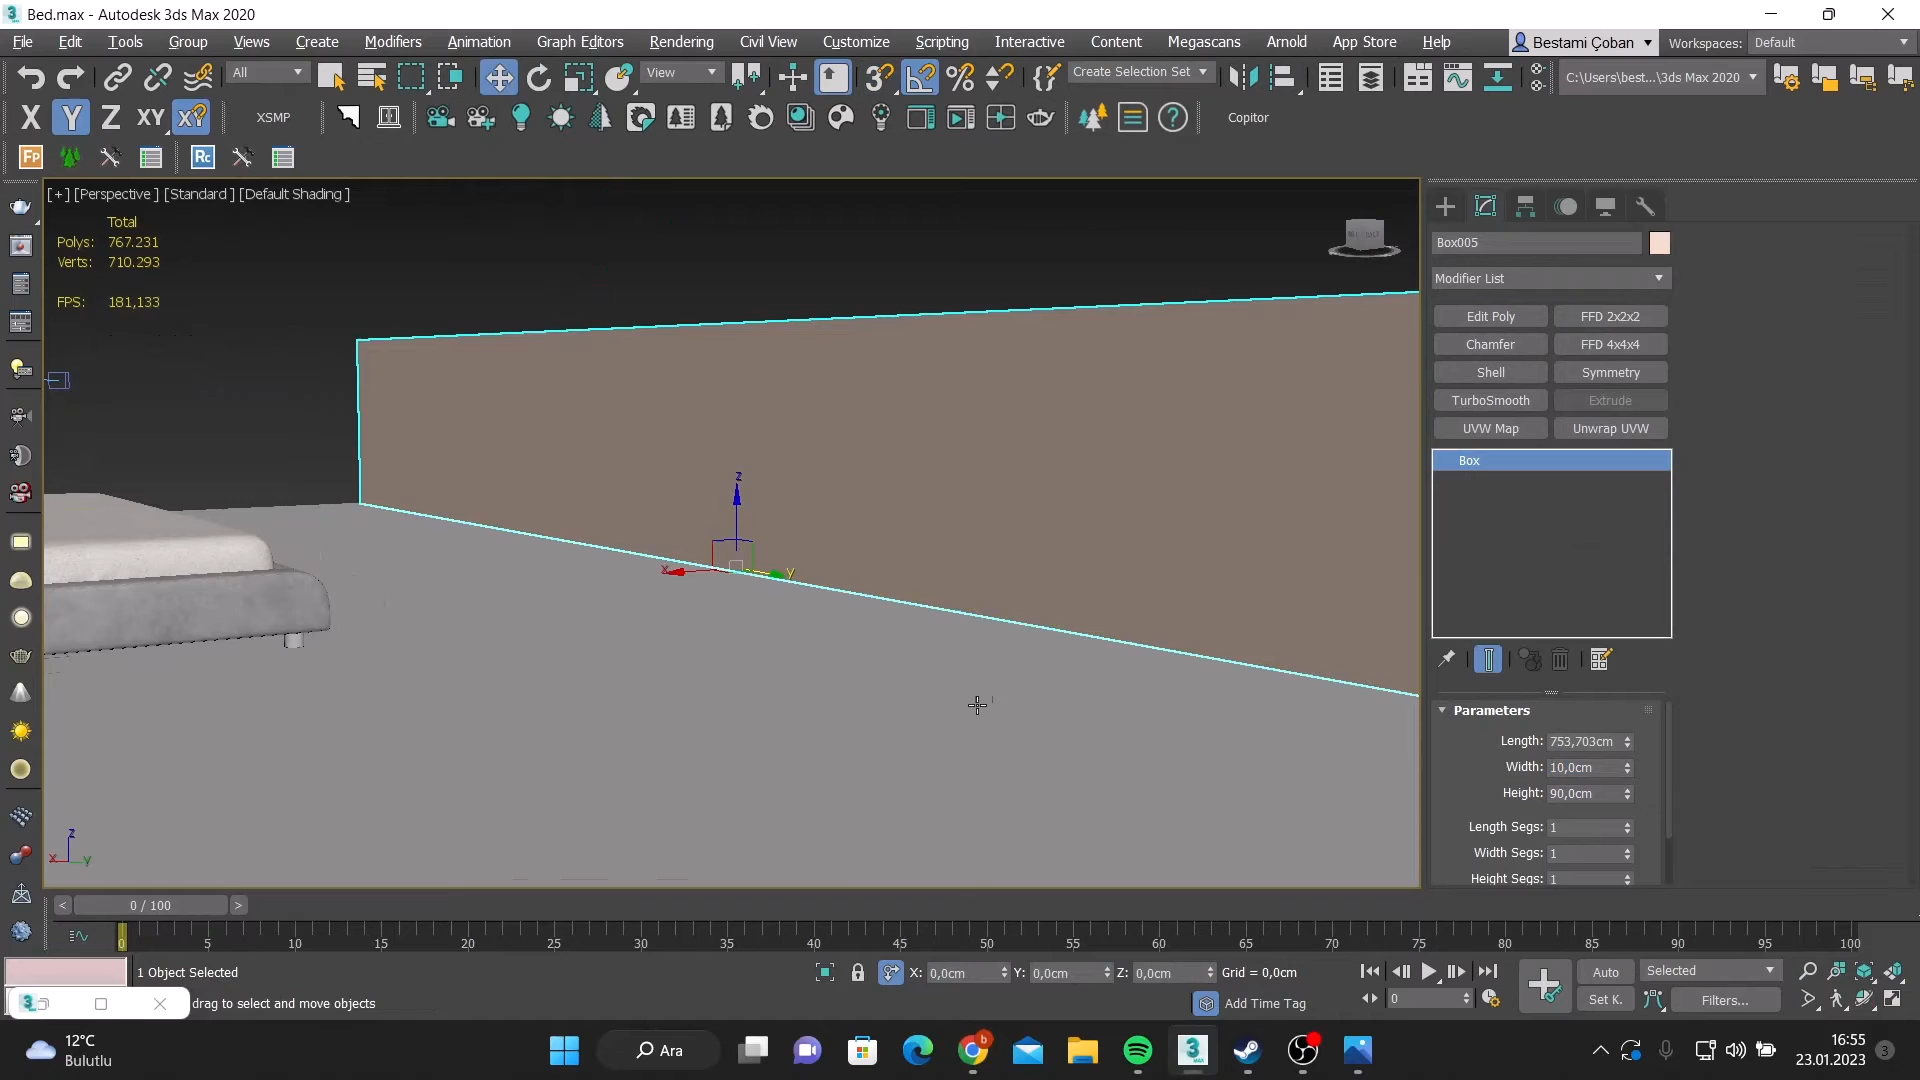 Bed.max - Autodesk 3ds Max 2020
File Edit Tools Group Views Create Modifiers Animation Graph Editors Rendering Civil View Customize Scripting Interactive Content Megascans Arnold App Store Help Bestami Çoban Workspaces: Default
All View Create Selection Set C:\Users\best...\3ds Max 2020
X Y Z XY XY XSMP Copitor
Fp Rc
[+] [Perspective ] [Standard ] [Default Shading ]
Total
Polys: 767.231
Verts: 710.293
FPS: 181,133
z
x y
z
x y
Box005
Modifier List
Edit Poly FFD 2x2x2
Chamfer FFD 4x4x4
Shell Symmetry
TurboSmooth Extrude
UVW Map Unwrap UVW
Box
Parameters
Length: 753,703cm
Width: 10,0cm
Height: 90,0cm
Length Segs: 1
Width Segs: 1
Height Segs: 1
< 0 / 100 >
0 5 10 15 20 25 30 35 40 45 50 55 60 65 70 75 80 85 90 95 100
1 Object Selected X: 0,0cm Y: 0,0cm Z: 0,0cm Grid = 0,0cm Auto Selected
drag to select and move objects Add Time Tag 0 Set K. Filters...
12°C
Bulutlu
Ara
16:55
23.01.2023
3